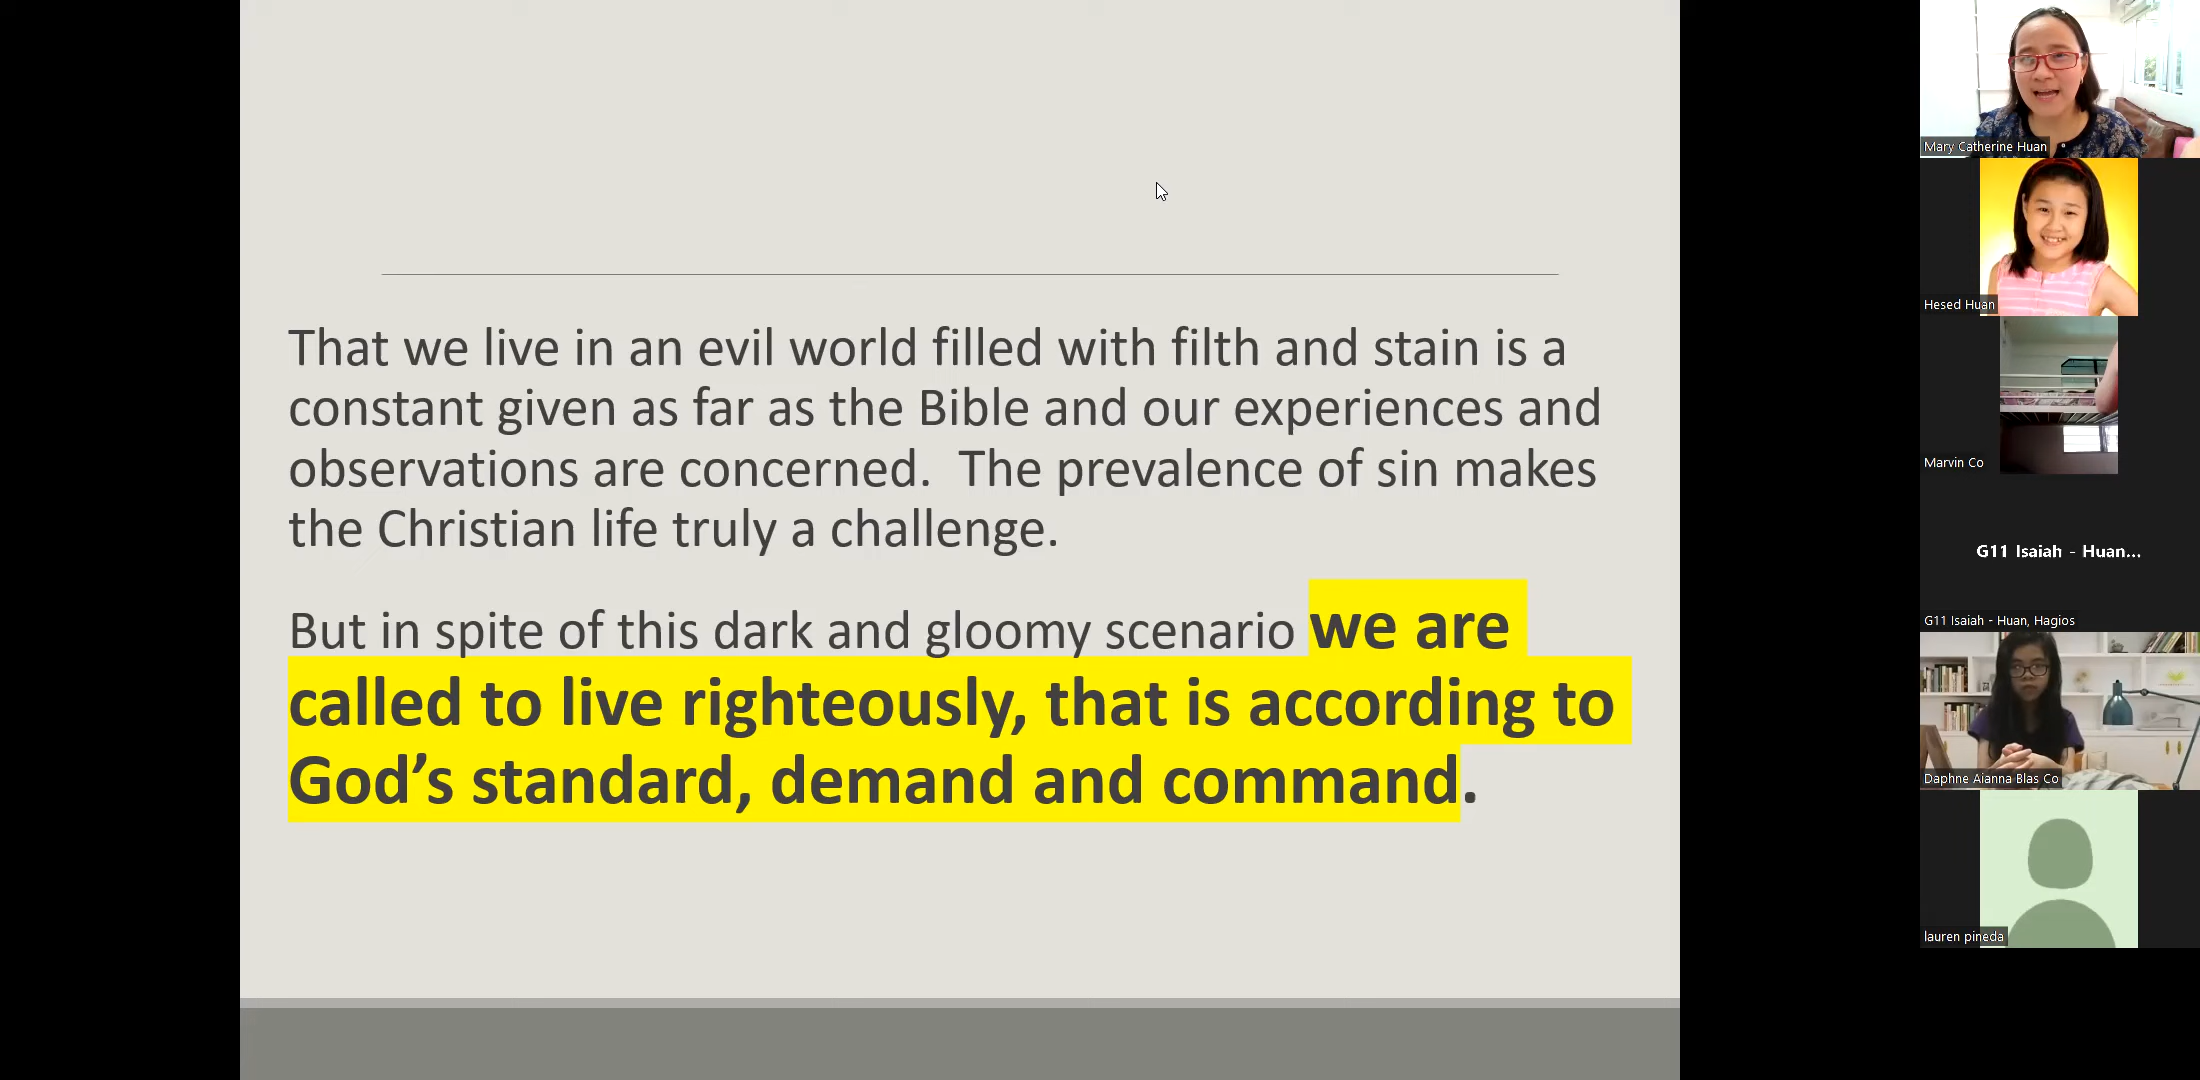 That we live in an evil world filled with filth and stain is a
constant given as far as the Bible and our experiences and
observations are concerned.  The prevalence of sin makes
the Christian life truly a challenge.
But in spite of this dark and gloomy scenario we are
called to live righteously, that is according to
God’s standard, demand and command.
Mary Catherine Huan
Hesed Huan
Marvin Co
G11 Isaiah - Huan...
G11 Isaiah - Huan, Hagios
Daphne Aianna Blas Co
lauren pineda